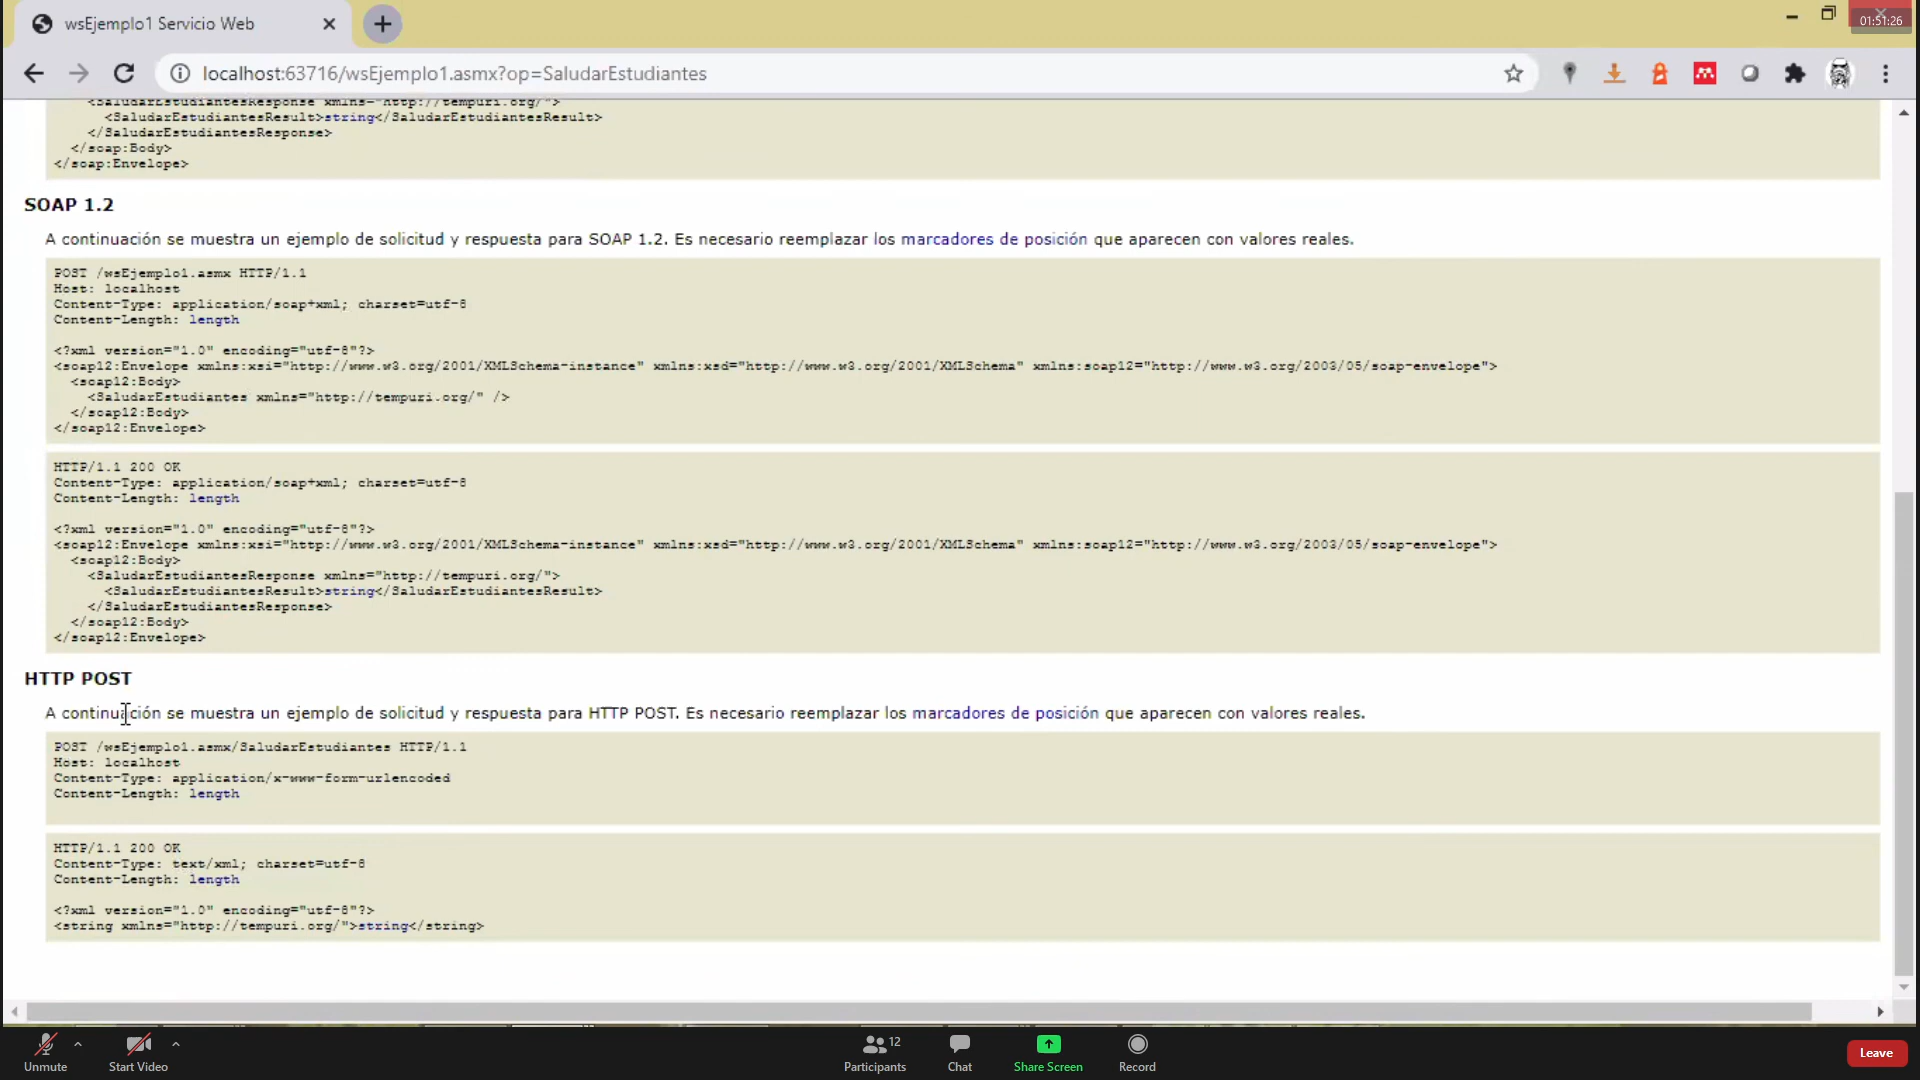 wsEjemplo1 Servicio Web
01:51:26
localhost:63716/wsEjemplo1.asmx?op=SaludarEstudiantes
<SaludarEstudiantesResponse xmlns="http://tempuri.org/">
<SaludarEstudiantesResult>string</SaludarEstudiantesResult>
</SaludarEstudiantesResponse>
</soap:Body>
</soap:Envelope>
SOAP 1.2
A continuación se muestra un ejemplo de solicitud y respuesta para SOAP 1.2. Es necesario reemplazar los marcadores de posición que aparecen con valores reales.
POST /wsEjemplo1.asmx HTTP/1.1
Host: localhost
Content-Type: application/soap+xml; charset=utf-8
Content-Length: length
<?xml version="1.0" encoding="utf-8"?>
<soap12:Envelope xmlns:xsi="http://www.w3.org/2001/XMLSchema-instance" xmlns:xsd="http://www.w3.org/2001/XMLSchema" xmlns:soap12="http://www.w3.org/2003/05/soap-envelope">
<soap12:Body>
<SaludarEstudiantes xmlns="http://tempuri.org/" />
</soap12:Body>
</soap12:Envelope>
HTTP/1.1 200 OK
Content-Type: application/soap+xml; charset=utf-8
Content-Length: length
<?xml version="1.0" encoding="utf-8"?>
<soap12:Envelope xmlns:xsi="http://www.w3.org/2001/XMLSchema-instance" xmlns:xsd="http://www.w3.org/2001/XMLSchema" xmlns:soap12="http://www.w3.org/2003/05/soap-envelope">
<soap12:Body>
<SaludarEstudiantesResponse xmlns="http://tempuri.org/">
<SaludarEstudiantesResult>string</SaludarEstudiantesResult>
</SaludarEstudiantesResponse>
</soap12:Body>
</soap12:Envelope>
HTTP POST
A continuación se muestra un ejemplo de solicitud y respuesta para HTTP POST. Es necesario reemplazar los marcadores de posición que aparecen con valores reales.
POST /wsEjemplo1.asmx/SaludarEstudiantes HTTP/1.1
Host: localhost
Content-Type: application/x-www-form-urlencoded
Content-Length: length
HTTP/1.1 200 OK
Content-Type: text/xml; charset=utf-8
Content-Length: length
<?xml version="1.0" encoding="utf-8"?>
<string xmlns="http://tempuri.org/">string</string>
Unmute
Start Video
12
Participants
Chat
Share Screen
Record
Leave